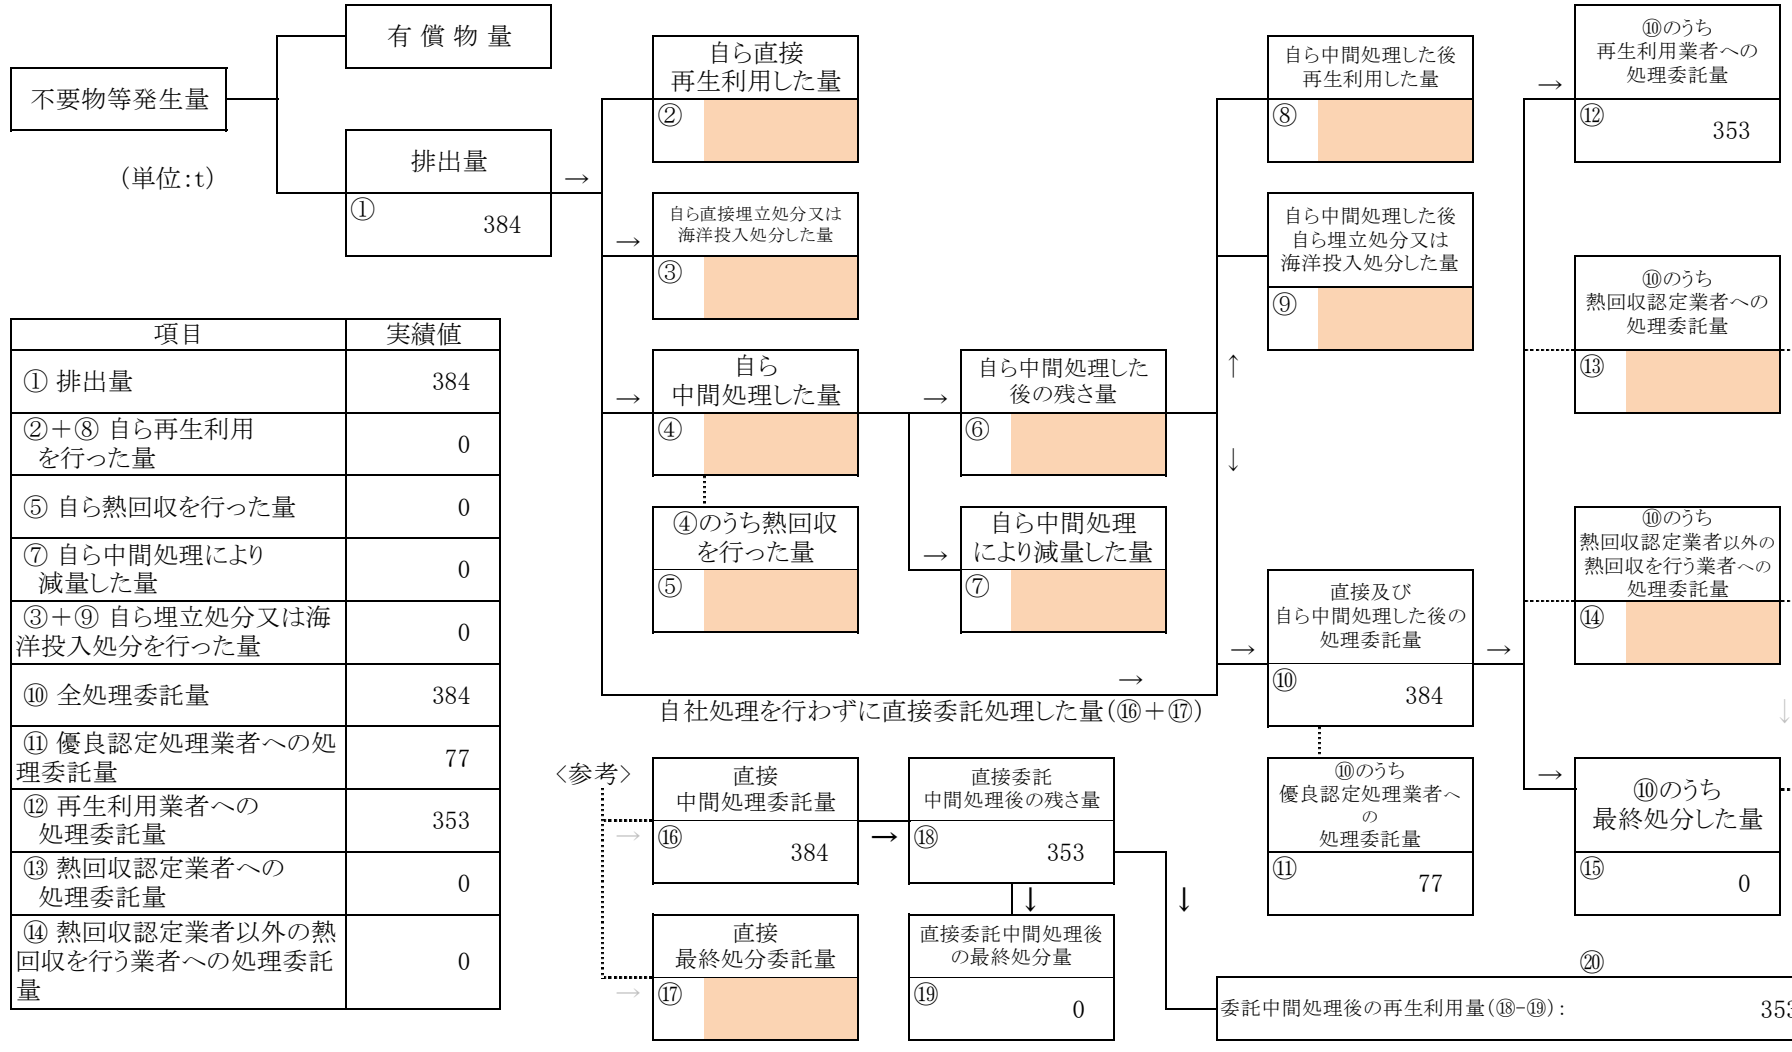 有 償 物 量
不要物等発生量
(単位:t)
排出量
→
①
384
自ら直接
再生利用した量
②
自ら直接埋立処分又は
海洋投入処分した量
→
③
自ら
中間処理した量
→
④
④のうち熱回収
を行った量
⑤
自ら中間処理した
後の残さ量
→
⑥
自ら中間処理
により減量した量
→
⑦
自ら中間処理した後
再生利用した量
⑧
自ら中間処理した後
自ら埋立処分又は
海洋投入処分した量
⑨
↑
↓
直接及び
自ら中間処理した後の
処理委託量
→
→
⑩
384
→
自社処理を行わずに直接委託処理した量(⑯+⑰)
⑩のうち
優良認定処理業者へ
の
処理委託量
⑪
77
⑩のうち
再生利用業者への
処理委託量
→
⑫
353
⑩のうち
熱回収認定業者への
処理委託量
⑬
⑩のうち
熱回収認定業者以外の
熱回収を行う業者への
処理委託量
⑭
↓
→
⑩のうち
最終処分した量
⑮
0
項目 実績値
① 排出量 384
②+⑧ 自ら再生利用
を行った量 0
⑤ 自ら熱回収を行った量 0
⑦ 自ら中間処理により
減量した量 0
③+⑨ 自ら埋立処分又は海
洋投入処分を行った量 0
⑩ 全処理委託量 384
⑪ 優良認定処理業者への処
理委託量 77
⑫ 再生利用業者への
処理委託量 353
⑬ 熱回収認定業者への
処理委託量 0
⑭ 熱回収認定業者以外の熱
回収を行う業者への処理委託
量 0
<参考>
直接
中間処理委託量
→
⑯
384
→
直接委託
中間処理後の残さ量
⑱
353
↓
↓
直接
最終処分委託量
→
⑰
直接委託中間処理後
の最終処分量
⑲
0
⑳
委託中間処理後の再生利用量(⑱-⑲): 353